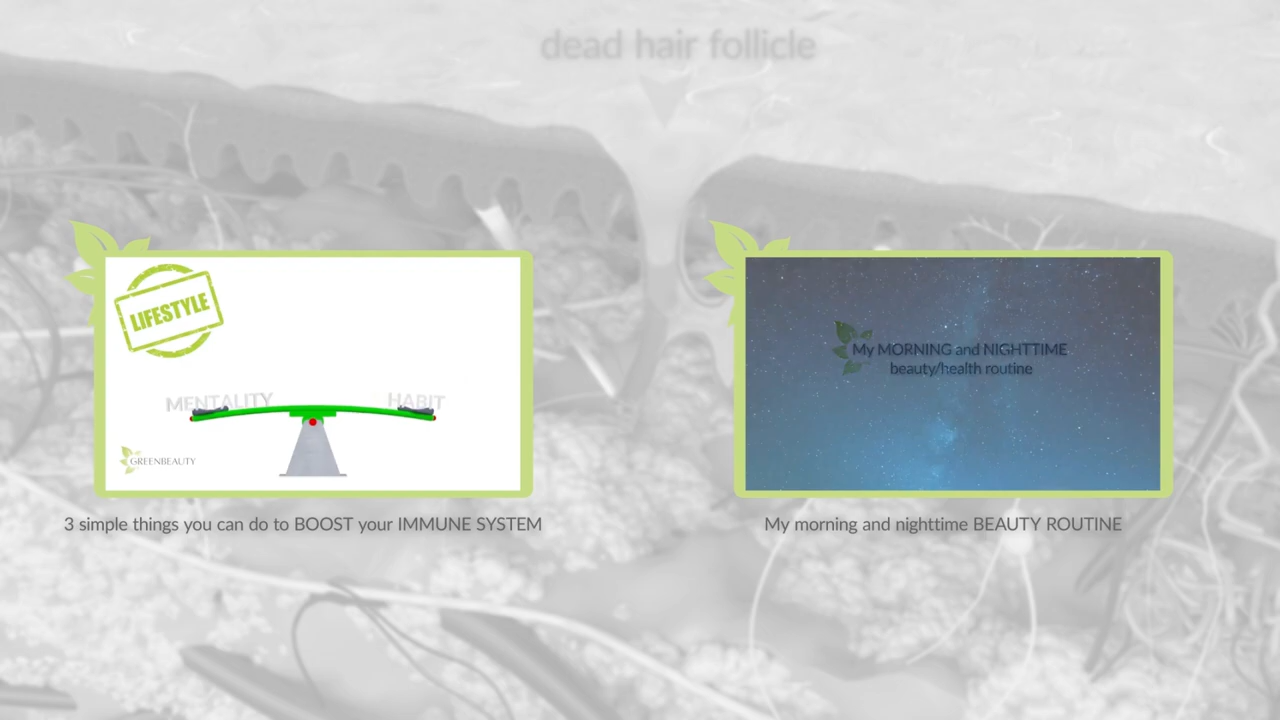 dead hair follicle
LIFESTYLE
MENTALITY
HABIT
GREENBEAUTY
My MORNING and NIGHTTIME
beauty/health routine
3 simple things you can do to BOOST your IMMUNE SYSTEM
My morning and nighttime BEAUTY ROUTINE